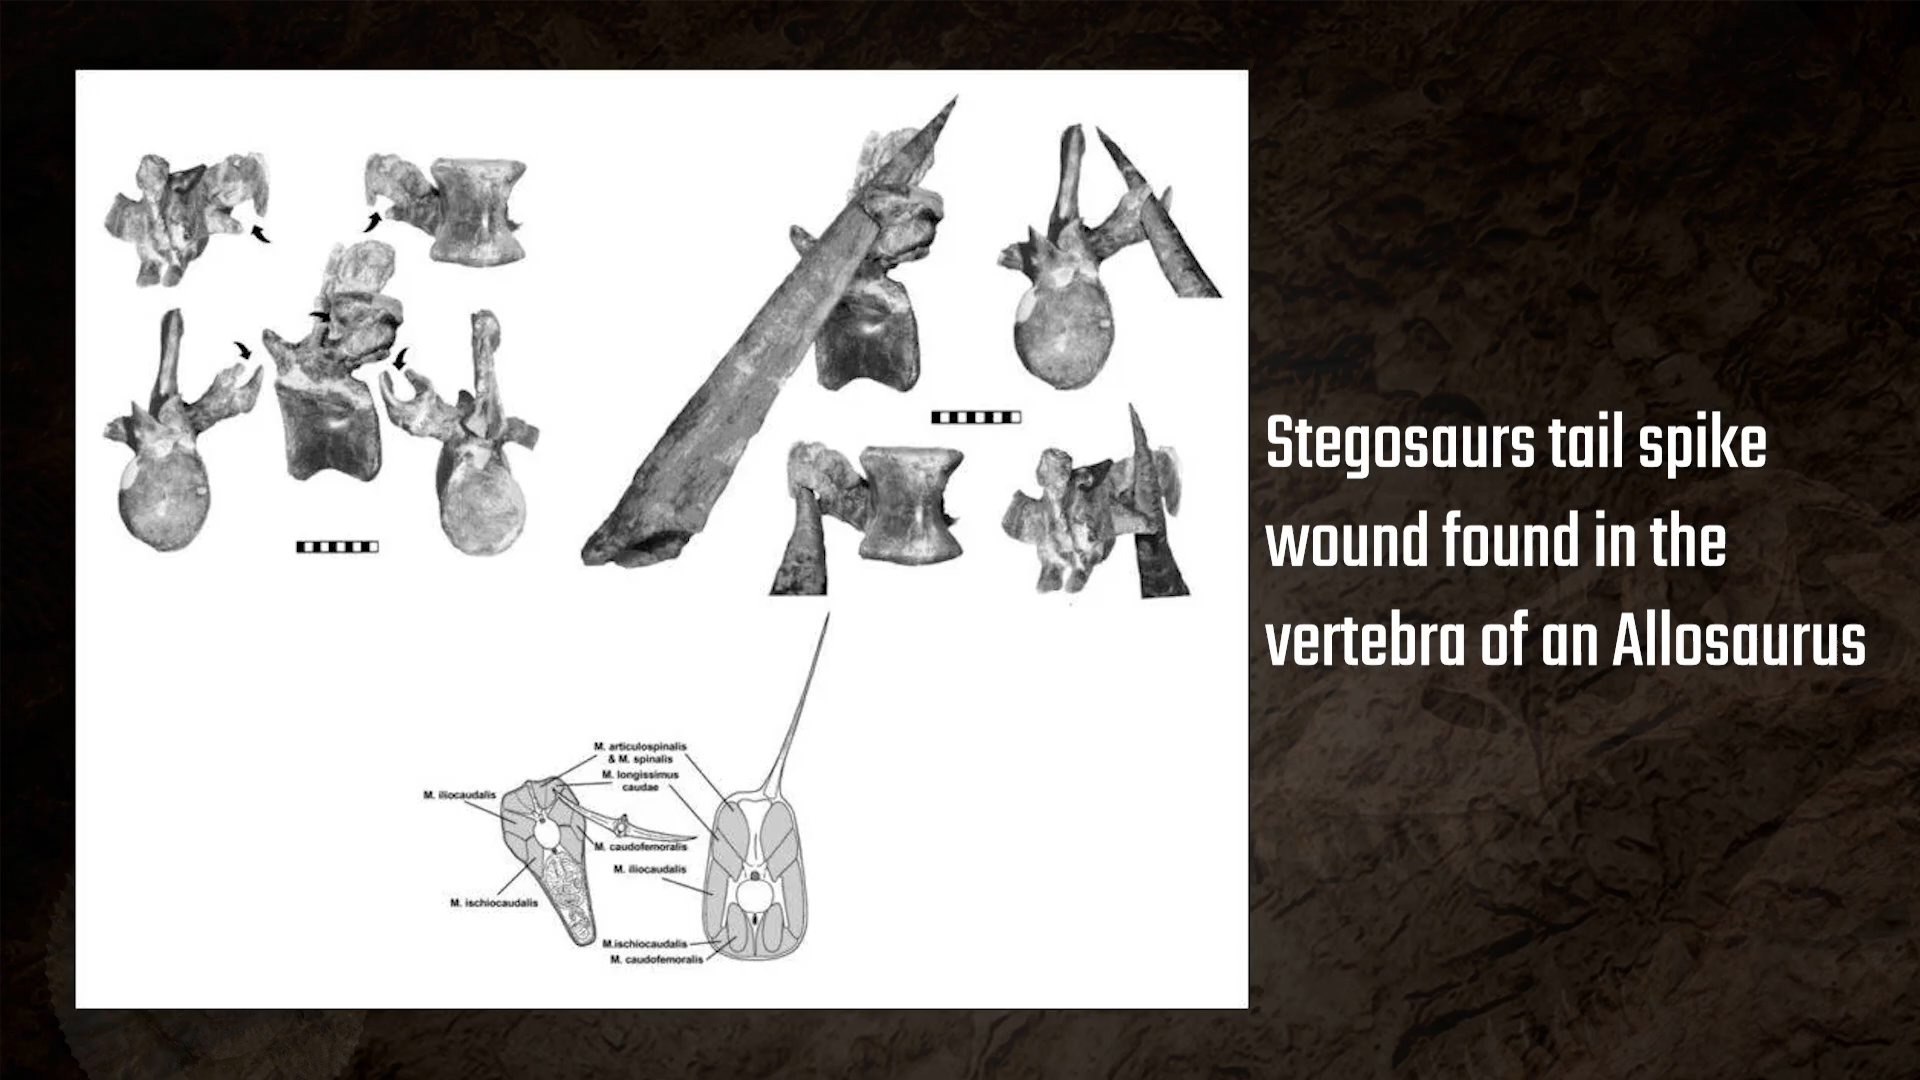 Stegosaurs tail spike
wound found in the
vertebra of an Allosaurus
M. articulospinalis
& M. spinalis
M. longissimus
caudae
M. iliocaudalis
M. caudofemoralis
M. iliocaudalis
M. ischiocaudalis
M.ischiocaudalis
M. caudofemoralis